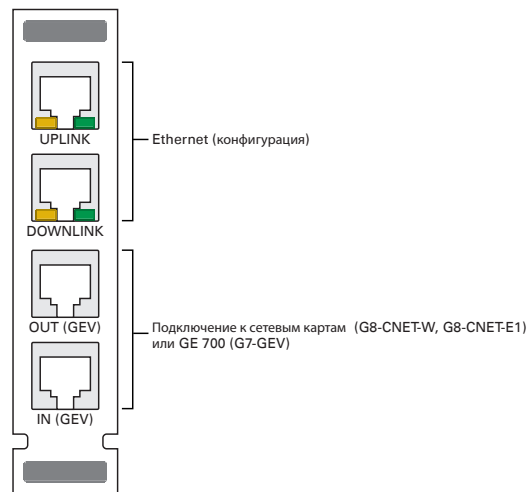 UPLINK
Ethernet (конфигурация)
DOWNLINK
OUT (GEV)
Подключение к сетевым картам (G8-CNET-W, G8-CNET-E1)
или GE 700 (G7-GEV)
IN (GEV)